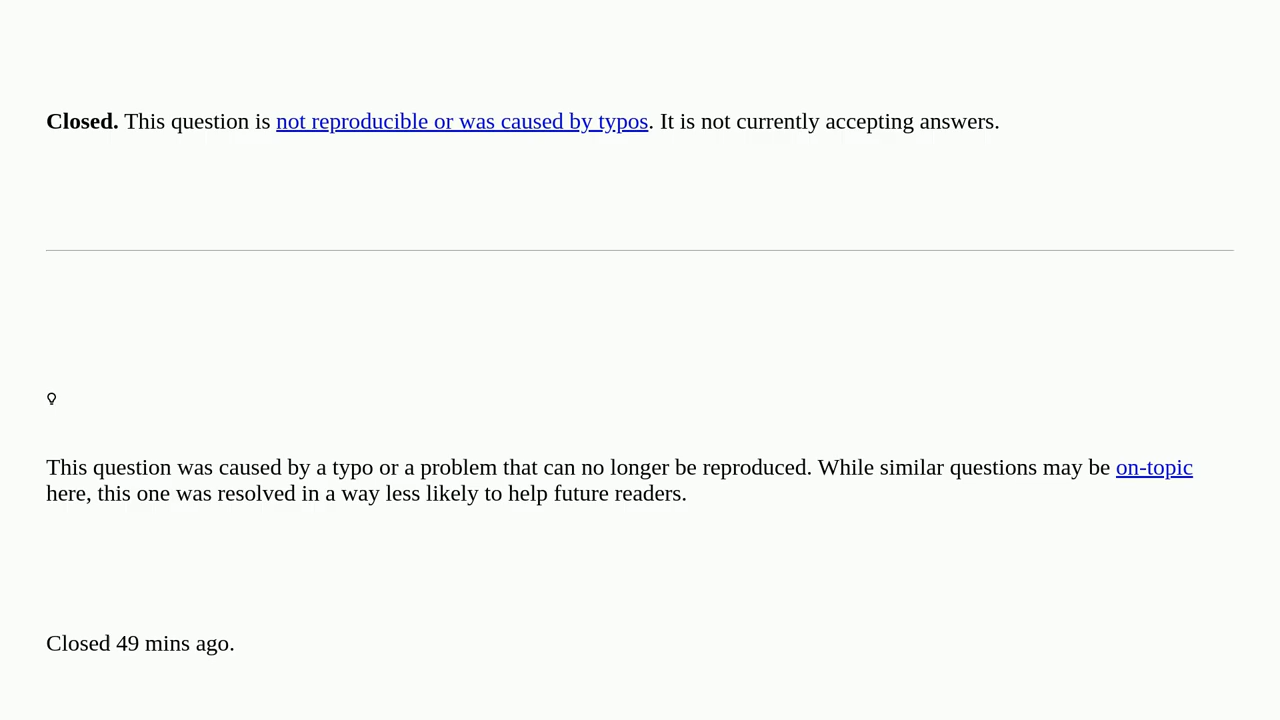 Closed. This question is not reproducible or was caused by typos. It is not currently accepting answers.
This question was caused by a typo or a problem that can no longer be reproduced. While similar questions may be on-topic
here, this one was resolved in a way less likely to help future readers.
Closed 49 mins ago.